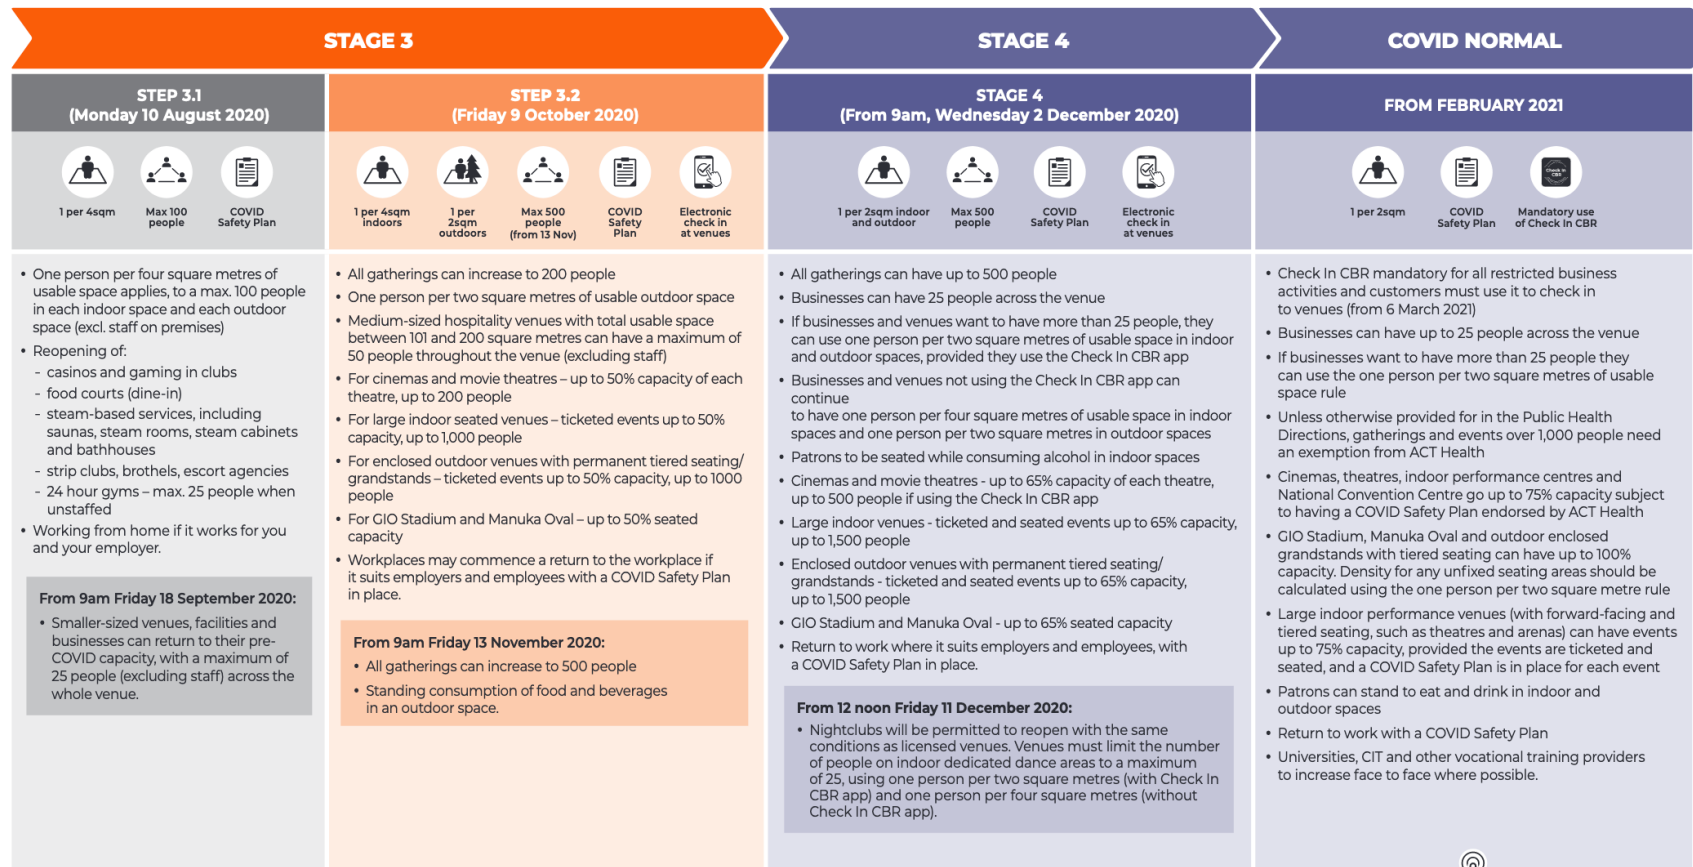 STAGE 3
STAGE 4
COVID NORMAL
STEP 3.1
(Monday 10 August 2020)
1 per 4sqm
Max 100
people
COVID
Safety Plan
• One person per four square metres of
usable space applies, to a max. 100 people
in each indoor space and each outdoor
space (excl. staff on premises)
• Reopening of:
- casinos and gaming in clubs
- food courts (dine-in)
- steam-based services, including
saunas, steam rooms, steam cabinets
and bathhouses
- strip clubs, brothels, escort agencies
- 24 hour gyms – max. 25 people when
unstaffed
• Working from home if it works for you
and your employer.
From 9am Friday 18 September 2020:
• Smaller-sized venues, facilities and
businesses can return to their pre-
COVID capacity, with a maximum of
25 people (excluding staff) across the
whole venue.
STEP 3.2
(Friday 9 October 2020)
1 per 4sqm
indoors
1 per
2sqm
outdoors
Max 500
people
(from 13 Nov)
COVID
Safety
Plan
Electronic
check in
at venues
• All gatherings can increase to 200 people
• One person per two square metres of usable outdoor space
• Medium-sized hospitality venues with total usable space
between 101 and 200 square metres can have a maximum of
50 people throughout the venue (excluding staff)
• For cinemas and movie theatres – up to 50% capacity of each
theatre, up to 200 people
• For large indoor seated venues – ticketed events up to 50%
capacity, up to 1,000 people
• For enclosed outdoor venues with permanent tiered seating/
grandstands – ticketed events up to 50% capacity, up to 1000
people
• For GIO Stadium and Manuka Oval – up to 50% seated
capacity
• Workplaces may commence a return to the workplace if
it suits employers and employees with a COVID Safety Plan
in place.
From 9am Friday 13 November 2020:
• All gatherings can increase to 500 people
• Standing consumption of food and beverages
in an outdoor space.
STAGE 4
(From 9am, Wednesday 2 December 2020)
1 per 2sqm indoor
and outdoor
Max 500
people
COVID
Safety Plan
Electronic
check in
at venues
• All gatherings can have up to 500 people
• Businesses can have 25 people across the venue
• If businesses and venues want to have more than 25 people, they
can use one person per two square metres of usable space in indoor
and outdoor spaces, provided they use the Check In CBR app
• Businesses and venues not using the Check In CBR app can
continue
to have one person per four square metres of usable space in indoor
spaces and one person per two square metres in outdoor spaces
• Patrons to be seated while consuming alcohol in indoor spaces
• Cinemas and movie theatres - up to 65% capacity of each theatre,
up to 500 people if using the Check In CBR app
• Large indoor venues - ticketed and seated events up to 65% capacity,
up to 1,500 people
• Enclosed outdoor venues with permanent tiered seating/
grandstands - ticketed and seated events up to 65% capacity,
up to 1,500 people
• GIO Stadium and Manuka Oval - up to 65% seated capacity
• Return to work where it suits employers and employees, with
a COVID Safety Plan in place.
From 12 noon Friday 11 December 2020:
• Nightclubs will be permitted to reopen with the same
conditions as licensed venues. Venues must limit the number
of people on indoor dedicated dance areas to a maximum
of 25, using one person per two square metres (with Check In
CBR app) and one person per four square metres (without
Check In CBR app).
FROM FEBRUARY 2021
1 per 2sqm
COVID
Safety Plan
Check In
CBR
Mandatory use
of Check In CBR
• Check In CBR mandatory for all restricted business
activities and customers must use it to check in
to venues (from 6 March 2021)
• Businesses can have up to 25 people across the venue
• If businesses want to have more than 25 people they
can use the one person per two square metres of usable
space rule
• Unless otherwise provided for in the Public Health
Directions, gatherings and events over 1,000 people need
an exemption from ACT Health
• Cinemas, theatres, indoor performance centres and
National Convention Centre go up to 75% capacity subject
to having a COVID Safety Plan endorsed by ACT Health
• GIO Stadium, Manuka Oval and outdoor enclosed
grandstands with tiered seating can have up to 100%
capacity. Density for any unfixed seating areas should be
calculated using the one person per two square metre rule
• Large indoor performance venues (with forward-facing and
tiered seating, such as theatres and arenas) can have events
up to 75% capacity, provided the events are ticketed and
seated, and a COVID Safety Plan is in place for each event
• Patrons can stand to eat and drink in indoor and
outdoor spaces
• Return to work with a COVID Safety Plan
• Universities, CIT and other vocational training providers
to increase face to face where possible.